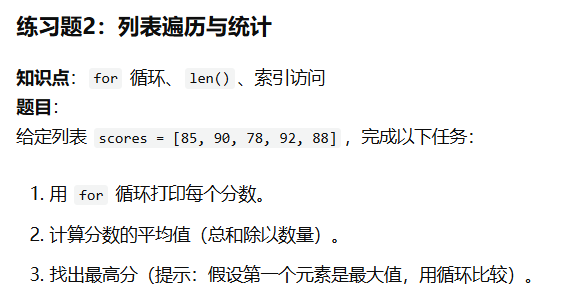 练习题2：列表遍历与统计
知识点： for 循环、 len() 、索引访问
题目：
给定列表 scores = [85, 90, 78, 92, 88] ，完成以下任务：
1. 用 for 循环打印每个分数。
2. 计算分数的平均值（总和除以数量）。
3. 找出最高分（提示：假设第一个元素是最大值，用循环比较）。